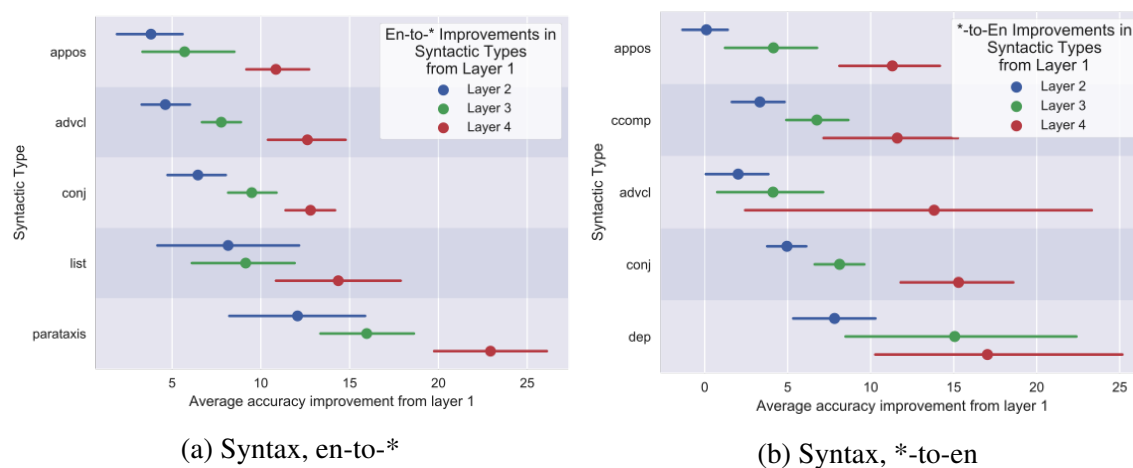 En-to-* Improvements in
Syntactic Types
from Layer 1
Layer 2
Layer 3
Layer 4
Syntactic Type
appos
advcl
conj
list
parataxis
5 10 15 20 25
Average accuracy improvement from layer 1
(a) Syntax, en-to-*
*-to-En Improvements in
Syntactic Types
from Layer 1
Layer 2
Layer 3
Layer 4
Syntactic Type
appos
ccomp
advcl
conj
dep
0 5 10 15 20 25
Average accuracy improvement from layer 1
(b) Syntax, *-to-en